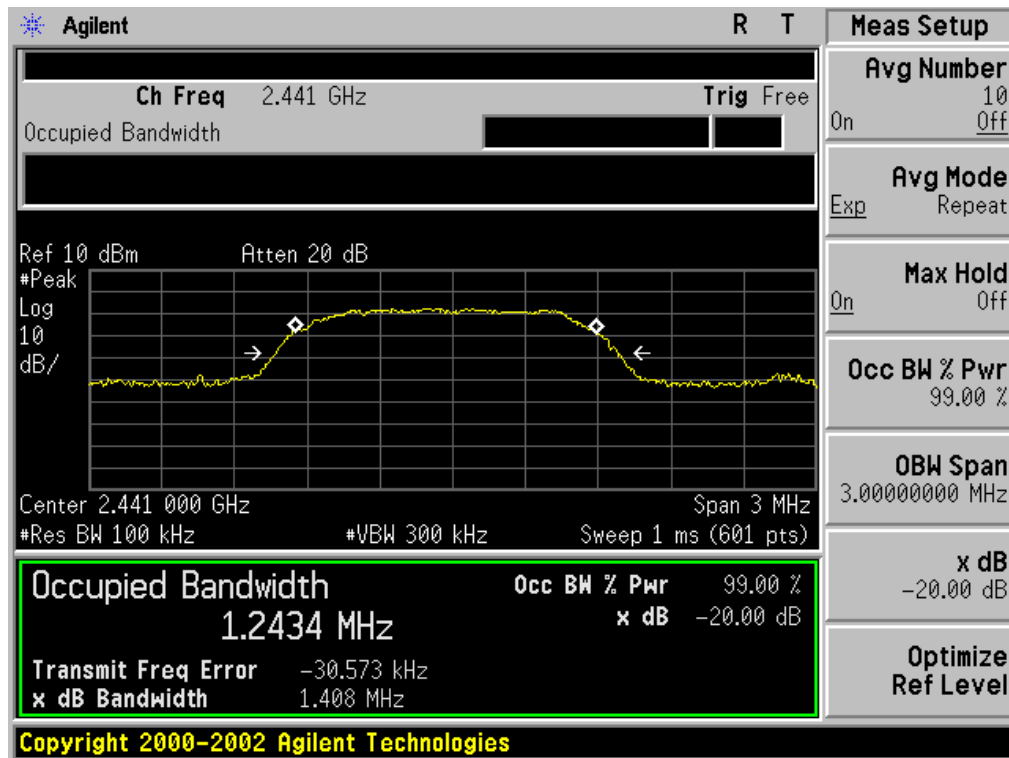 Agilent R T
Ch Freq 2.441 GHz Trig Free
Occupied Bandwidth
Ref 10 dBm Atten 20 dB
#Peak
Log
10
dB/
Center 2.441 000 GHz Span 3 MHz
#Res BW 100 kHz #VBW 300 kHz Sweep 1 ms (601 pts)
Occupied Bandwidth Occ BW % Pwr 99.00 %
1.2434 MHz x dB -20.00 dB
Transmit Freq Error -30.573 kHz
x dB Bandwidth 1.408 MHz
Copyright 2000-2002 Agilent Technologies
Meas Setup
Avg Number
10
On Off
Avg Mode
Exp Repeat
Max Hold
On Off
Occ BW % Pwr
99.00 %
OBW Span
3.00000000 MHz
x dB
-20.00 dB
Optimize
Ref Level